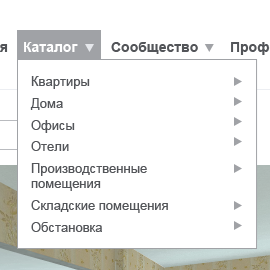 я Каталог Сообщество Проф
Квартиры
Дома
Офисы
Отели
Производственные
помещения
Складские помещения
Обстановка